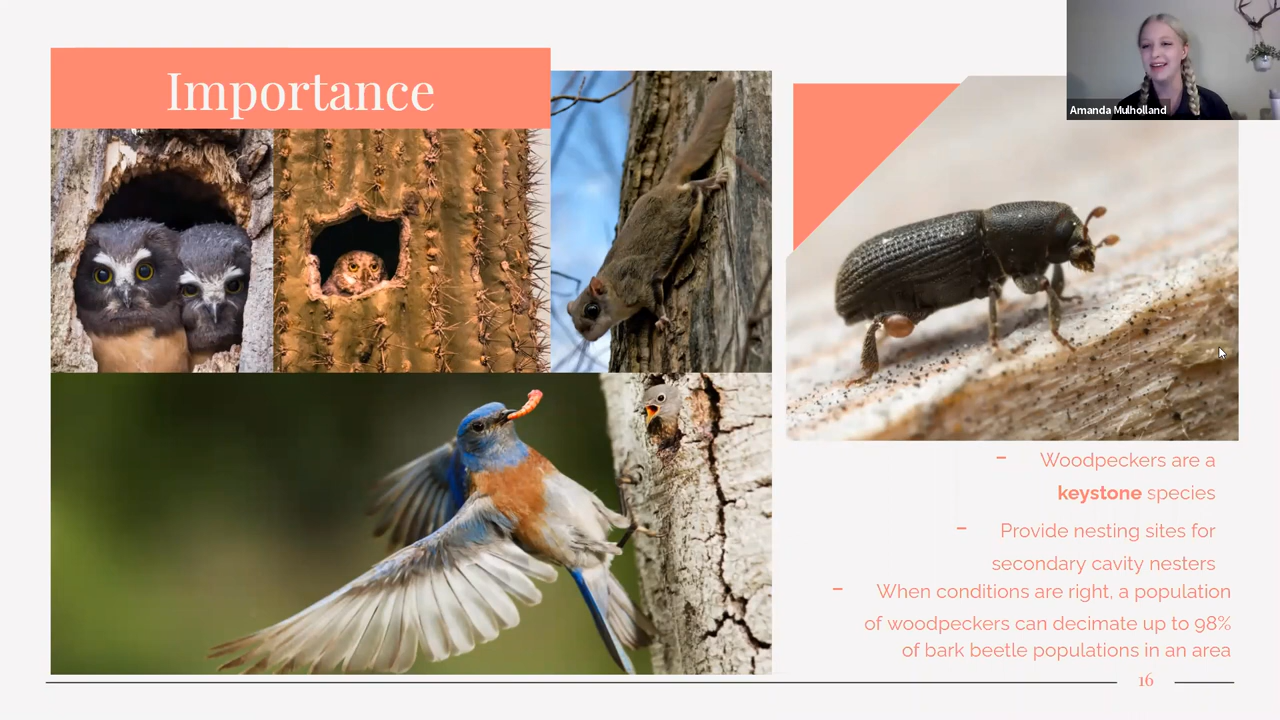 Importance
Amanda Mulholland
- Woodpeckers are a
keystone species
- Provide nesting sites for
secondary cavity nesters
- When conditions are right, a population
of woodpeckers can decimate up to 98%
of bark beetle populations in an area
16